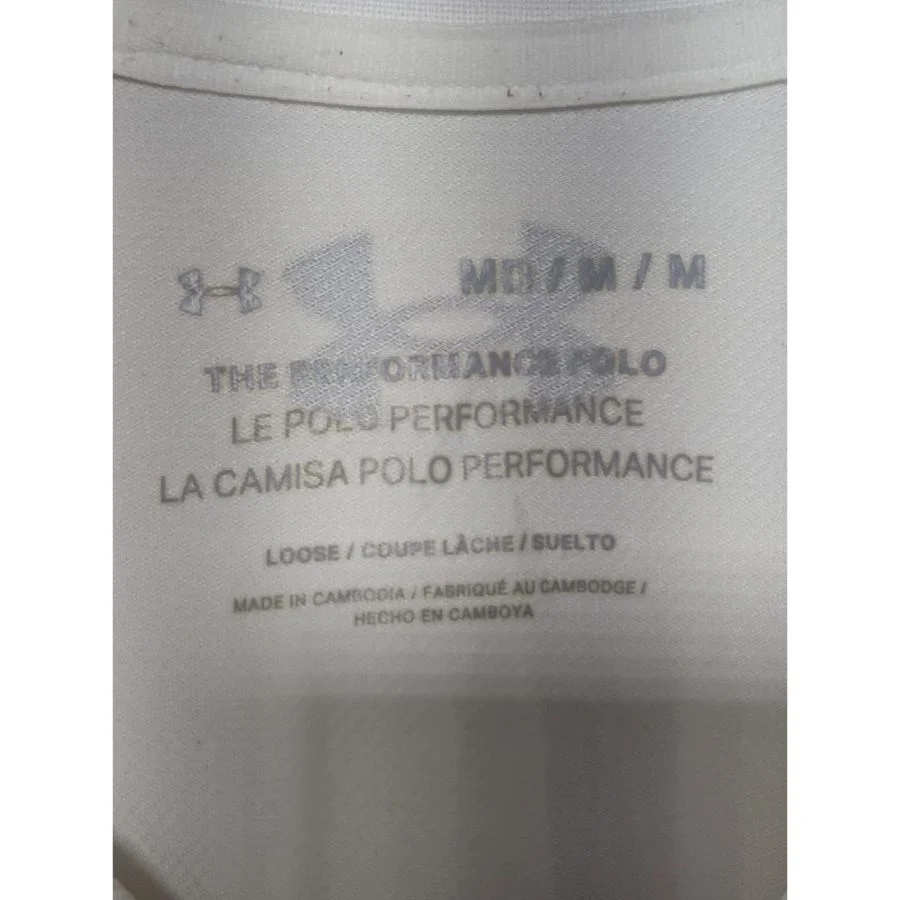 MD / M / M
THE PERFORMANCE POLO
LE POLO PERFORMANCE
LA CAMISA POLO PERFORMANCE
LOOSE / COUPE LÂCHE / SUELTO
MADE IN CAMBODIA / FABRIQUÉ AU CAMBODGE /
HECHO EN CAMBOYA